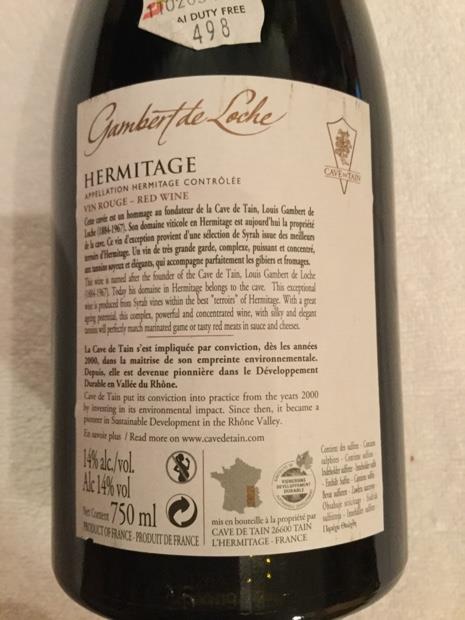 AI DUTY FREE
498
Gambert de Loche
HERMITAGE
APPELLATION HERMITAGE CONTRÔLÉE
VIN ROUGE – RED WINE
CAVE DE TAIN
Cette cuvée est un hommage au fondateur de la Cave de Tain, Louis Gambert de
Loche (1884-1967). Son domaine viticole en Hermitage est aujourd'hui la propriété
de la cave. Ce vin d'exception provient d'une sélection de Syrah issue des meilleurs
terroirs d'Hermitage. Un vin de très grande garde, complexe, puissant et concentré,
aux tannins soyeux et élégants, qui accompagne parfaitement les gibiers et fromages.
This wine is named after the founder of the Cave de Tain, Louis Gambert de Loche
(1884-1967). Today his domaine in Hermitage belongs to the cave. This exceptional
wine is produced from Syrah vines within the best "terroirs" of Hermitage. With a great
ageing potential, this complex, powerful and concentrated wine, with silky and elegant
tannins will perfectly match marinated game or tasty red meats in sauce and cheeses.
La Cave de Tain s'est impliquée par conviction, dès les années
2000, dans la maîtrise de son empreinte environnementale.
Depuis, elle est devenue pionnière dans le Développement
Durable en Vallée du Rhône.
Cave de Tain put its conviction into practice from the years 2000
by investing in its environmental impact. Since then, it became a
pioneer in Sustainable Development in the Rhône Valley.
En savoir plus / Read more on www.cavedetain.com
14% alc./vol.
Alc 14% vol
Net Content 750 ml
PRODUCT OF FRANCE - PRODUIT DE FRANCE
VIGNERONS
DÉVELOPPEMENT
DURABLE
mis en bouteille à la propriété par
CAVE DE TAIN 26600 TAIN
L'HERMITAGE - FRANCE
Contient des sulfites - Contains
sulphites